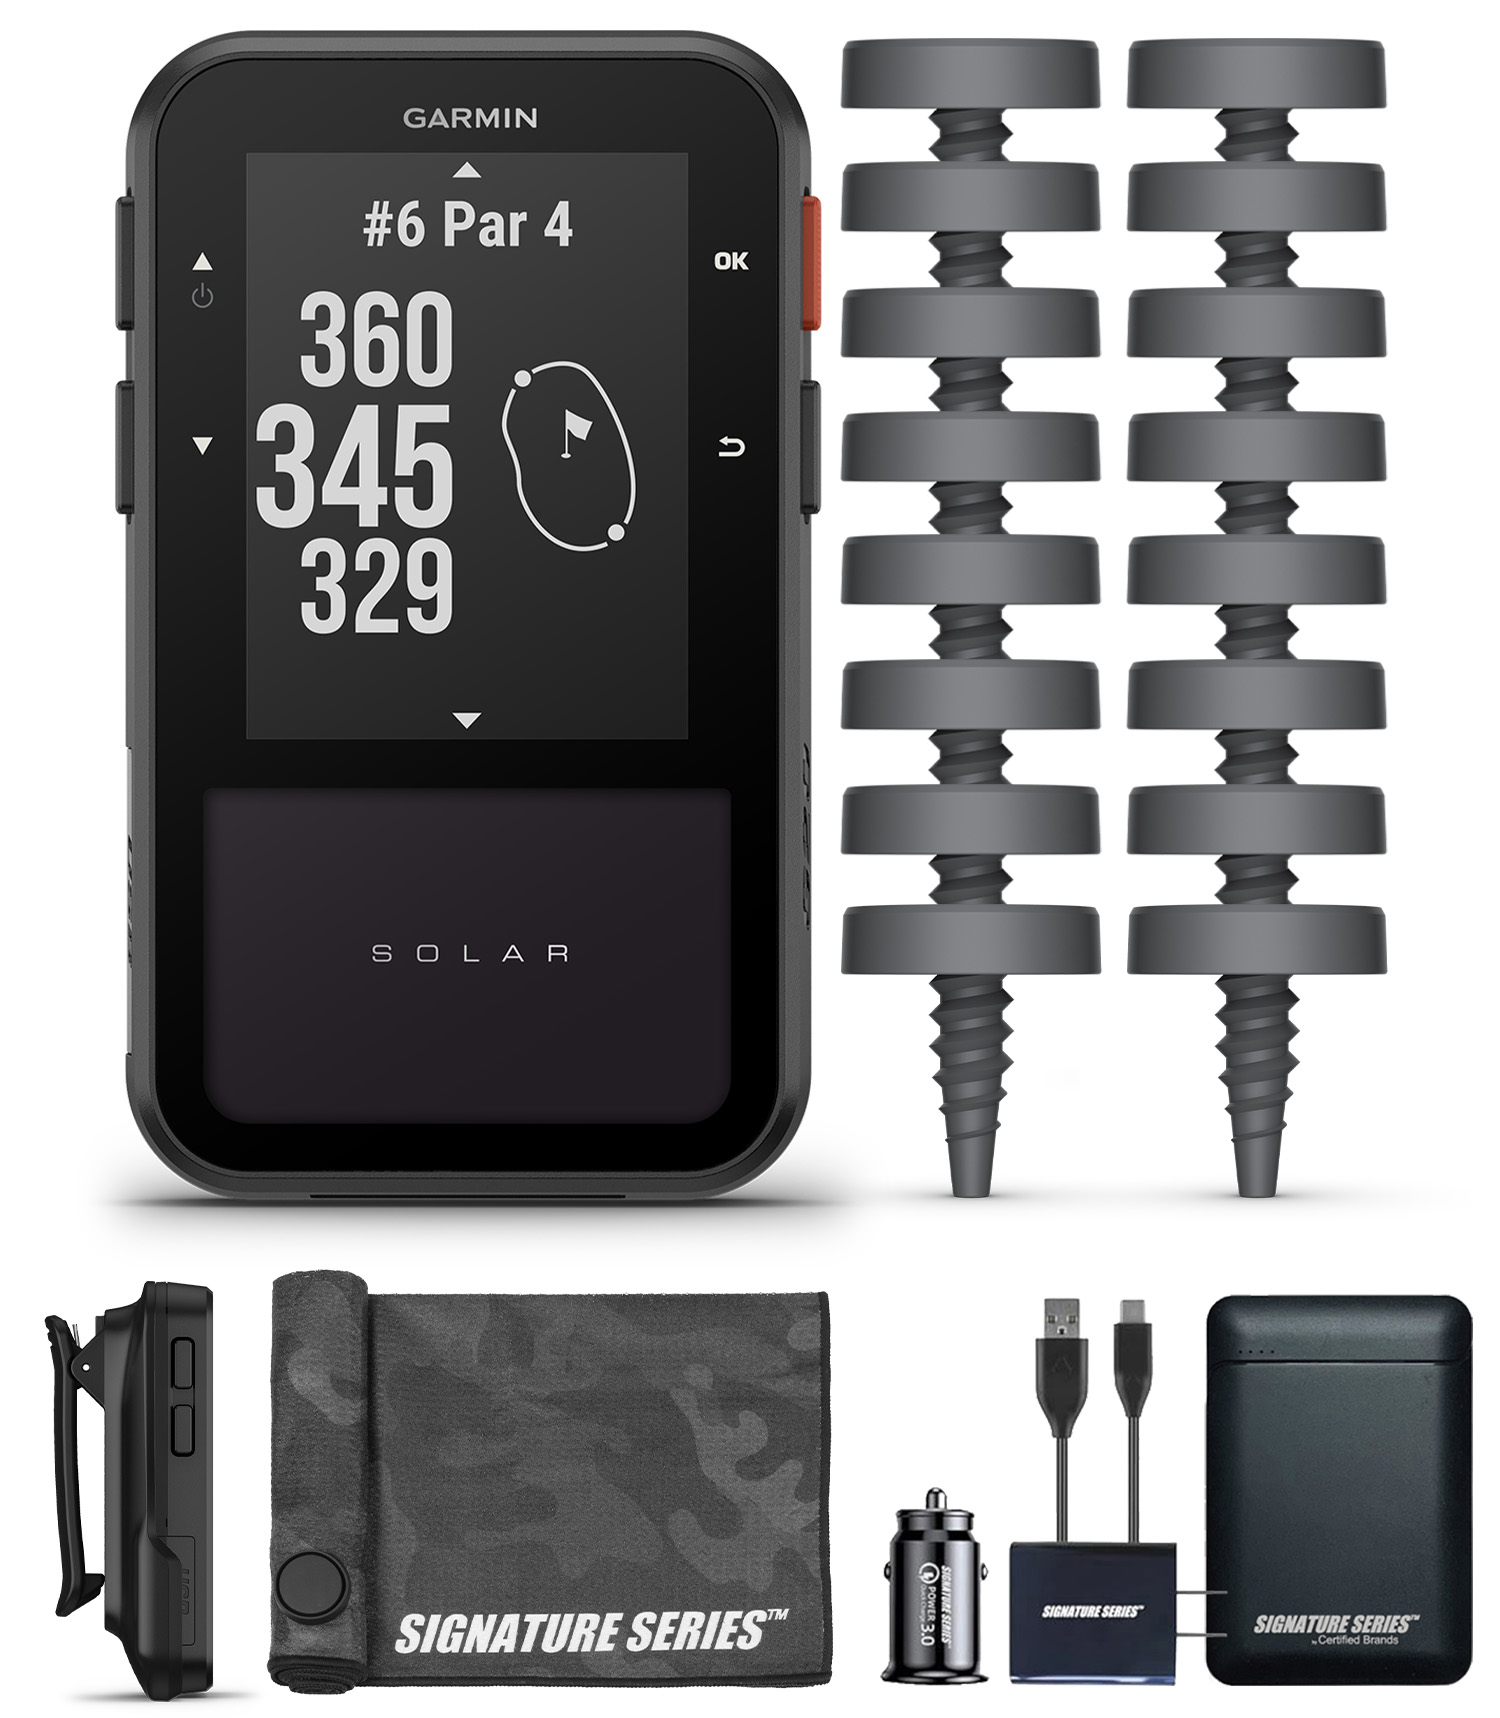 GARMIN
#6 Par 4
OK
360
345
329
SOLAR
SIGNATURE SERIES™
SIGNATURE SERIES
POWER 3.0
SIGNATURE SERIES™
SIGNATURE SERIES™
by Certified Brands